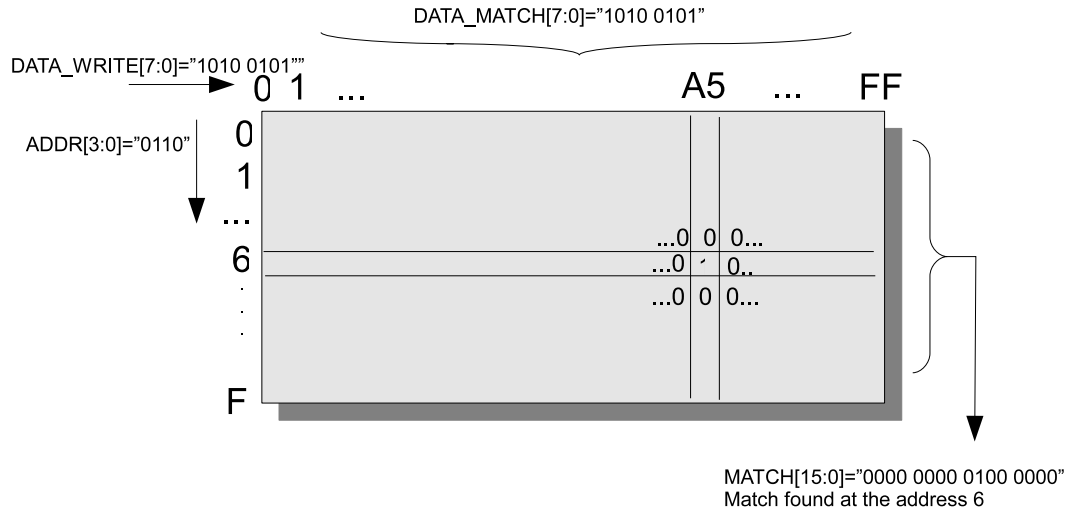 DATA_MATCH[7:0]="1010 0101"
DATA_WRITE[7:0]="1010 0101""
0 1 ... A5 ... FF
ADDR[3:0]="0110"
0
1
...
6
.
.
.
F
...0 0 0...
...0 0..
...0 0 0...
MATCH[15:0]="0000 0000 0100 0000"
Match found at the address 6